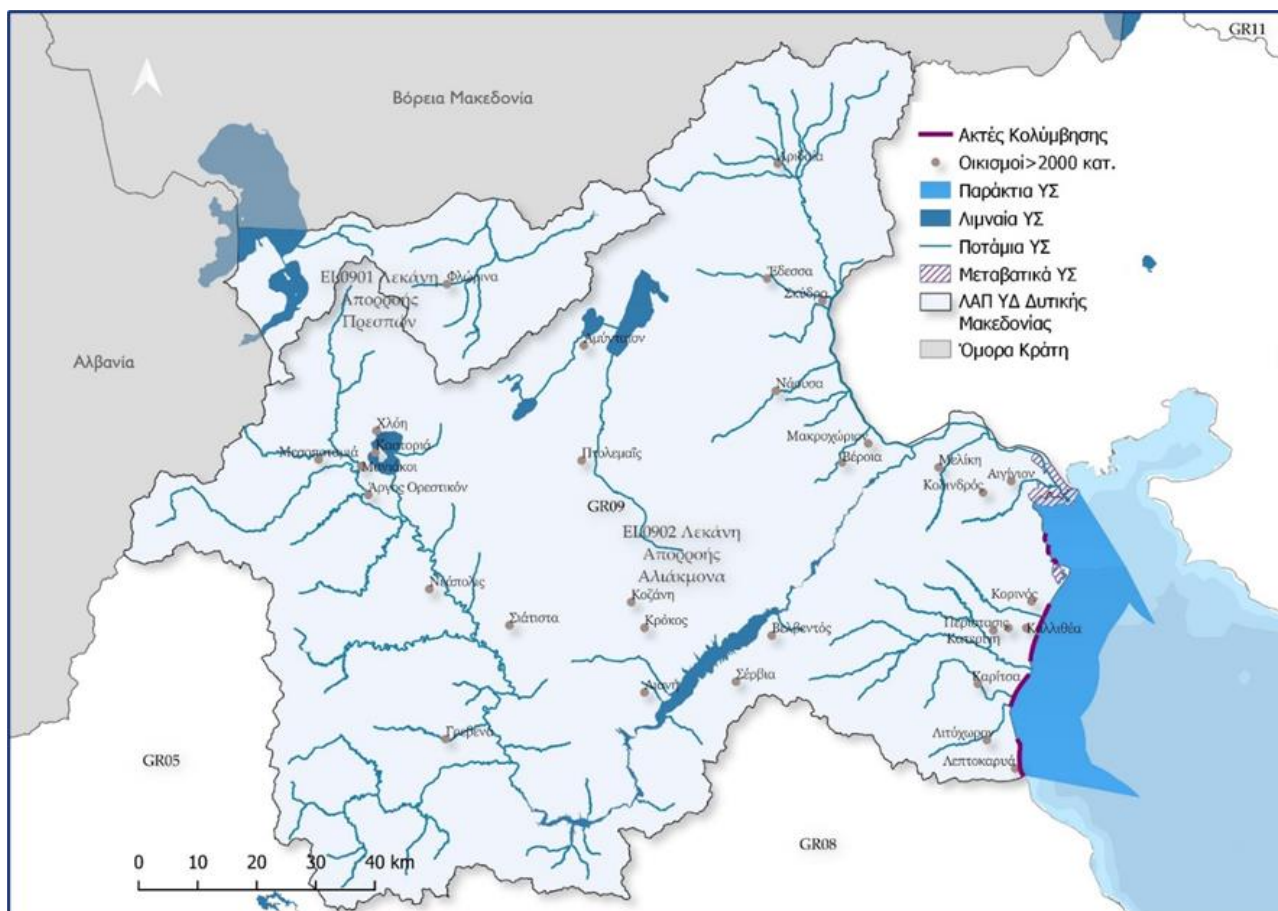 GR11
Βόρεια Μακεδονία
Ακτές Κολύμβησης
Οικισμοί>2000 κατ.
Παράκτια ΥΣ
Λιμναία ΥΣ
Ποτάμια ΥΣ
Μεταβατικά ΥΣ
ΛΑΠ ΥΔ Δυτικής
Μακεδονίας
Όμορα Κράτη
Αριδαία
Έδεσσα
Σκύδρα
EL0901 Λεκάνη
Απορροής
Πρεσπών
Φλώρινα
Αμύνταιον
Αλβανία
Νάουσα
Χλόη
Καστοριά
Μεσοποταμιά
Μανιάκοι
Άργος Ορεστικόν
Πτολεμαΐς
Μακροχώριον
Βέροια
Μελίκη
Αιγίνιον
Κολινδρός
GR09
EL0902 Λεκάνη
Απορροής
Αλιάκμονα
Νεάπολις
Κοζάνη
Κορινός
Σιάτιστα
Κρόκος
Βελβεντός
Περίστασις
Καλλιθέα
Κατερίνη
Σέρβια
Αιανή
Καρίτσα
Γρεβενά
Λιτόχωρον
Λεπτοκαρυά
GR05
GR08
0 10 20 30 40 km